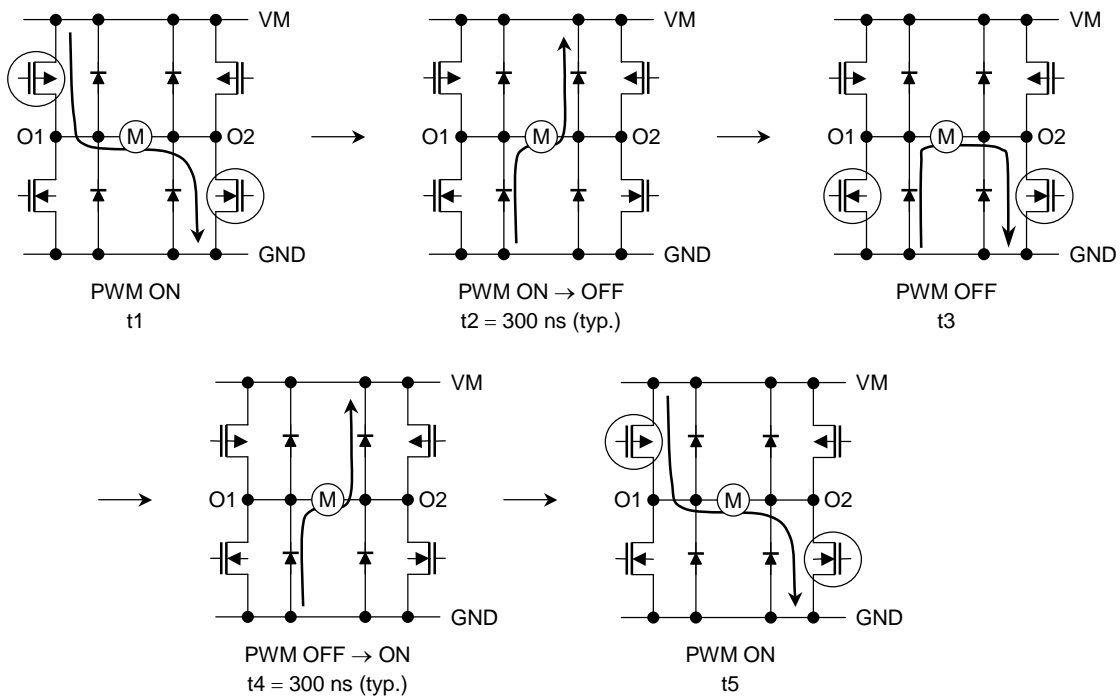 VM
O1 M O2
GND
PWM ON
t1
VM
O1 M O2
GND
PWM ON → OFF
t2 = 300 ns (typ.)
VM
O1 M O2
GND
PWM OFF
t3
VM
O1 M O2
GND
PWM OFF → ON
t4 = 300 ns (typ.)
VM
O1 M O2
GND
PWM ON
t5